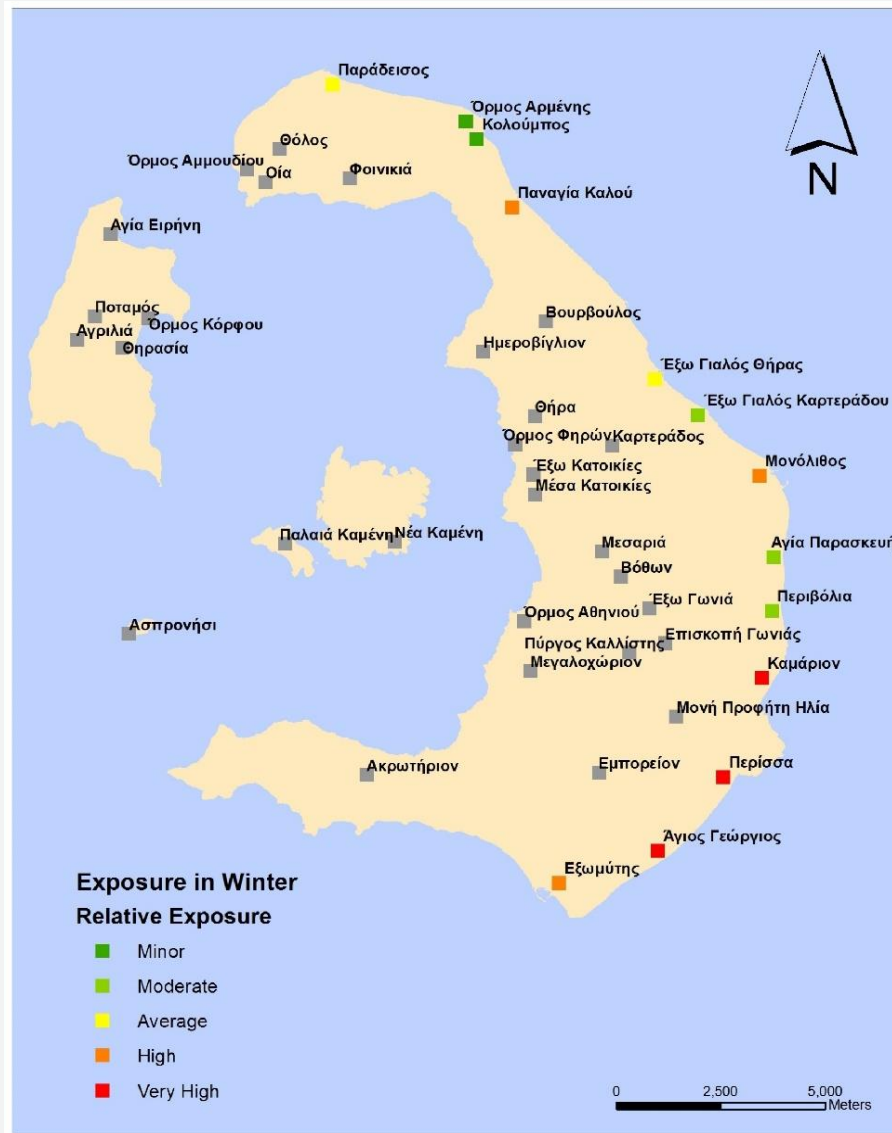 Παράδεισος
Όρμος Αρμένης
Κολούμπος
Θόλος
Όρμος Αμμουδίου
Οία
Φοινικιά
N
Παναγία Καλού
Αγία Ειρήνη
Ποταμός
Όρμος Κόρφου
Αγριλιά
Θηρασία
Βουρβούλος
Ημεροβίγλιον
Έξω Γιαλός Θήρας
Έξω Γιαλός Καρτεράδου
Θήρα
Όρμος Φηρών
Καρτεράδος
Μονόλιθος
Έξω Κατοικίες
Μέσα Κατοικίες
Παλαιά Καμένη
Νέα Καμένη
Μεσαριά
Αγία Παρασκευή
Βόθων
Έξω Γωνιά
Περιβόλια
Ασπρονήσι
Όρμος Αθηνιού
Επισκοπή Γωνιάς
Πύργος Καλλίστης
Μεγαλοχώριον
Καμάριον
Μονή Προφήτη Ηλία
Ακρωτήριον
Εμπορείον
Περίσσα
Άγιος Γεώργιος
Εξωμύτης
Exposure in Winter
Relative Exposure
Minor
Moderate
Average
High
Very High
0 2,500 5,000
Meters